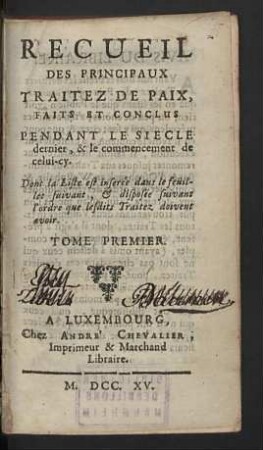 RECUEIL
DES PRINCIPAUX
TRAITEZ DE PAIX,
FAITS ET CONCLUS
PENDANT LE SIECLE
dernier, & le commencement de
celui-cy.
Dont la Liste est inserée dans le feuil-
let suivant, & dispose suivant
l'ordre que lesdits Traitez doivent
avoir.
TOME PREMIER.
A LUXEMBOURG,
Chez ANDRE' CHEVALIER,
Imprimeur & Marchand
Libraire.
M. DCC. XV.